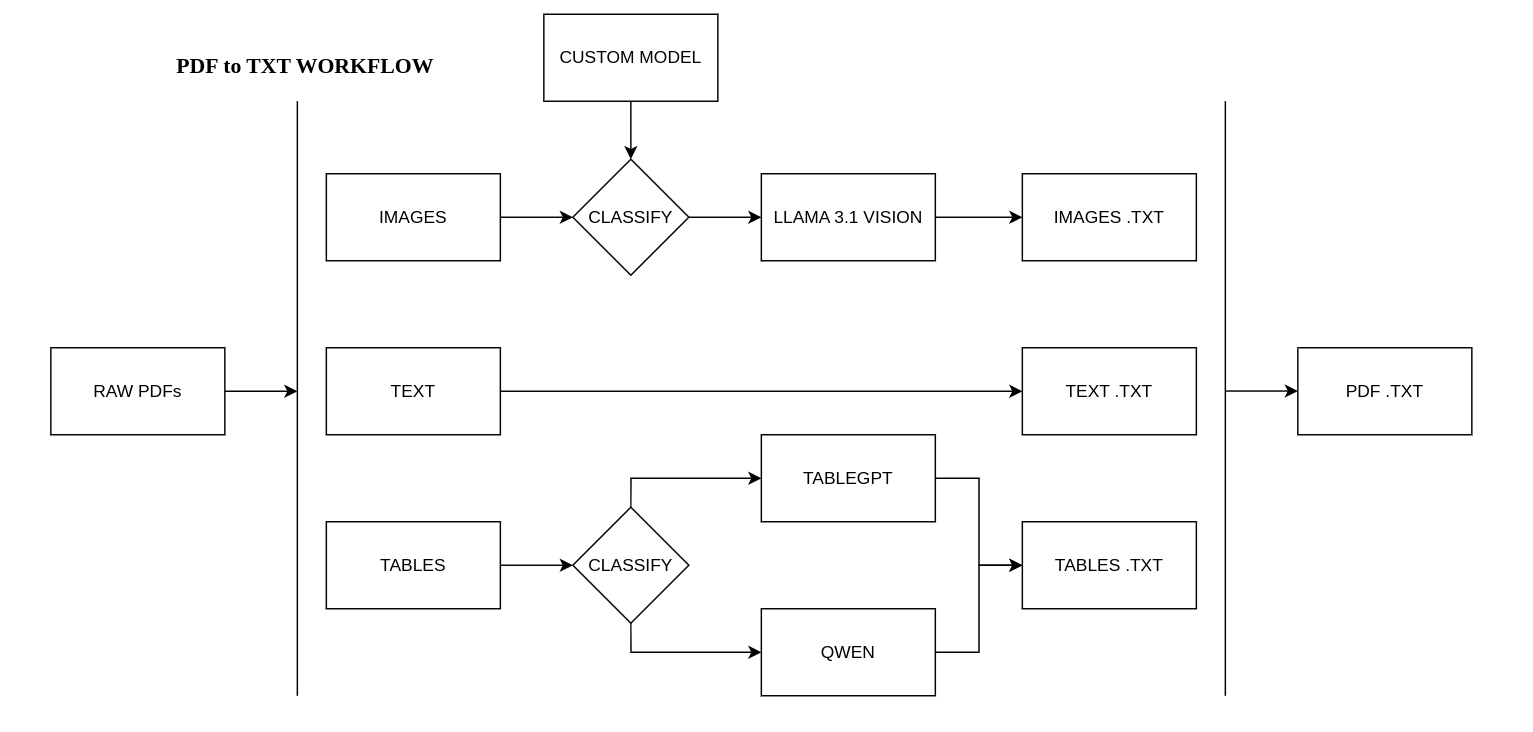 CUSTOM MODEL
PDF to TXT WORKFLOW
IMAGES
CLASSIFY
LLAMA 3.1 VISION
IMAGES .TXT
RAW PDFs
TEXT
TEXT .TXT
PDF .TXT
TABLEGPT
TABLES
CLASSIFY
TABLES .TXT
QWEN